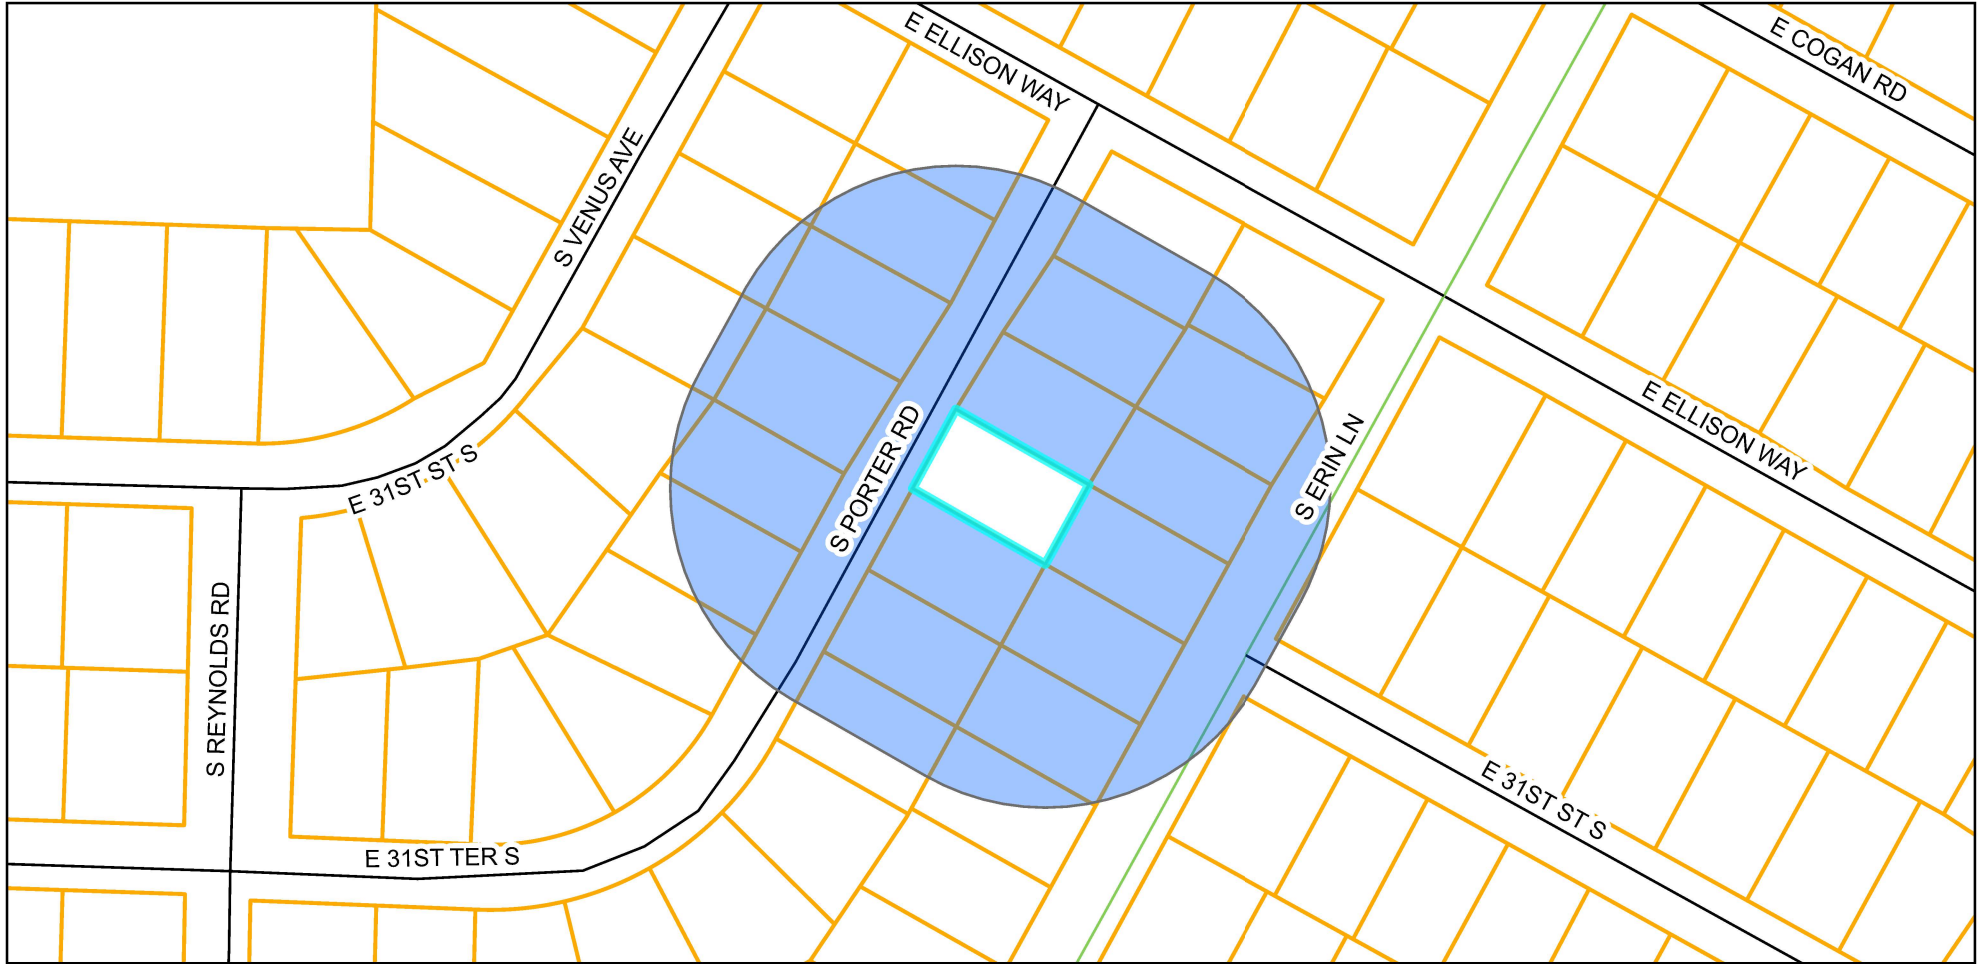 E ELLISON WAY
E COGAN RD
S VENUS AVE
S PORTER RD
S ERIN LN
E ELLISON WAY
E 31ST ST S
S REYNOLDS RD
E 31ST ST S
E 31ST TER S